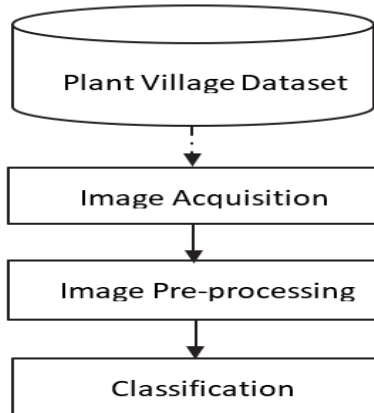 Plant Village Dataset
Image Acquisition
Image Pre-processing
Classification